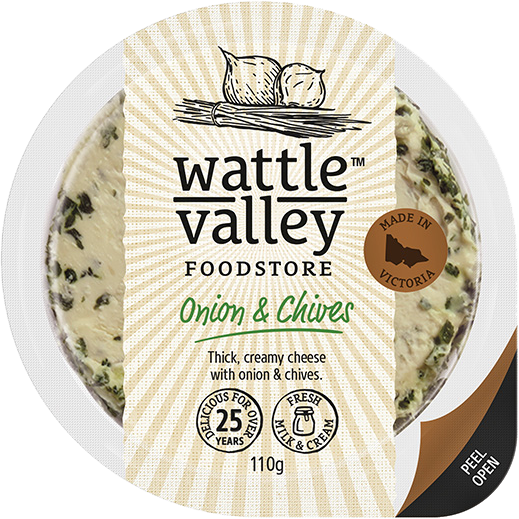 wattle™
valley
FOODSTORE
MADE IN
VICTORIA
Onion & Chives
Thick, creamy cheese
with onion & chives.
DELICIOUS FOR OVER
25
YEARS
FRESH
MILK & CREAM
110g
PEEL
OPEN